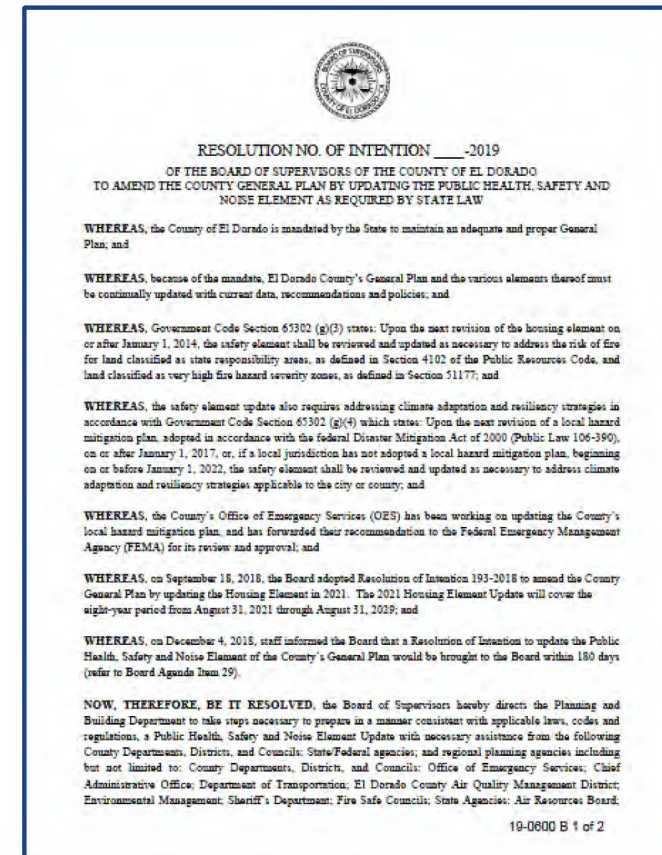 BOARD OF SUPERVISORS
COUNTY OF EL DORADO
RESOLUTION NO. OF INTENTION ____-2019
OF THE BOARD OF SUPERVISORS OF THE COUNTY OF EL DORADO
TO AMEND THE COUNTY GENERAL PLAN BY UPDATING THE PUBLIC HEALTH, SAFETY AND
NOISE ELEMENT AS REQUIRED BY STATE LAW
WHEREAS, the County of El Dorado is mandated by the State to maintain an adequate and proper General
Plan; and
WHEREAS, because of the mandate, El Dorado County's General Plan and the various elements thereof must
be continually updated with current data, recommendations and policies; and
WHEREAS, Government Code Section 65302 (g)(3) states: Upon the next revision of the housing element on
or after January 1, 2014, the safety element shall be reviewed and updated as necessary to address the risk of fire
for land classified as state responsibility areas, as defined in Section 4102 of the Public Resources Code, and
land classified as very high fire hazard severity zones, as defined in Section 51177; and
WHEREAS, the safety element update also requires addressing climate adaptation and resiliency strategies in
accordance with Government Code Section 65302 (g)(4) which states: Upon the next revision of a local hazard
mitigation plan, adopted in accordance with the federal Disaster Mitigation Act of 2000 (Public Law 106-390),
on or after January 1, 2017, or, if a local jurisdiction has not adopted a local hazard mitigation plan, beginning
on or before January 1, 2022, the safety element shall be reviewed and updated as necessary to address climate
adaptation and resiliency strategies applicable to the city or county; and
WHEREAS, the County's Office of Emergency Services (OES) has been working on updating the County's
local hazard mitigation plan, and has forwarded their recommendation to the Federal Emergency Management
Agency (FEMA) for its review and approval; and
WHEREAS, on September 18, 2018, the Board adopted Resolution of Intention 193-2018 to amend the County
General Plan by updating the Housing Element in 2021. The 2021 Housing Element Update will cover the
eight-year period from August 31, 2021 through August 31, 2029; and
WHEREAS, on December 4, 2018, staff informed the Board that a Resolution of Intention to update the Public
Health, Safety and Noise Element of the County's General Plan would be brought to the Board within 180 days
(refer to Board Agenda Item 29).
NOW, THEREFORE, BE IT RESOLVED, the Board of Supervisors hereby directs the Planning and
Building Department to take steps necessary to prepare in a manner consistent with applicable laws, codes and
regulations, a Public Health, Safety and Noise Element Update with necessary assistance from the following
County Departments, Districts, and Councils; State/Federal agencies; and regional planning agencies including
but not limited to: County Departments, Districts, and Councils: Office of Emergency Services; Chief
Administrative Office; Department of Transportation; El Dorado County Air Quality Management District;
Environmental Management; Sheriff's Department; Fire Safe Councils; State Agencies: Air Resources Board;
19-0600 B 1 of 2